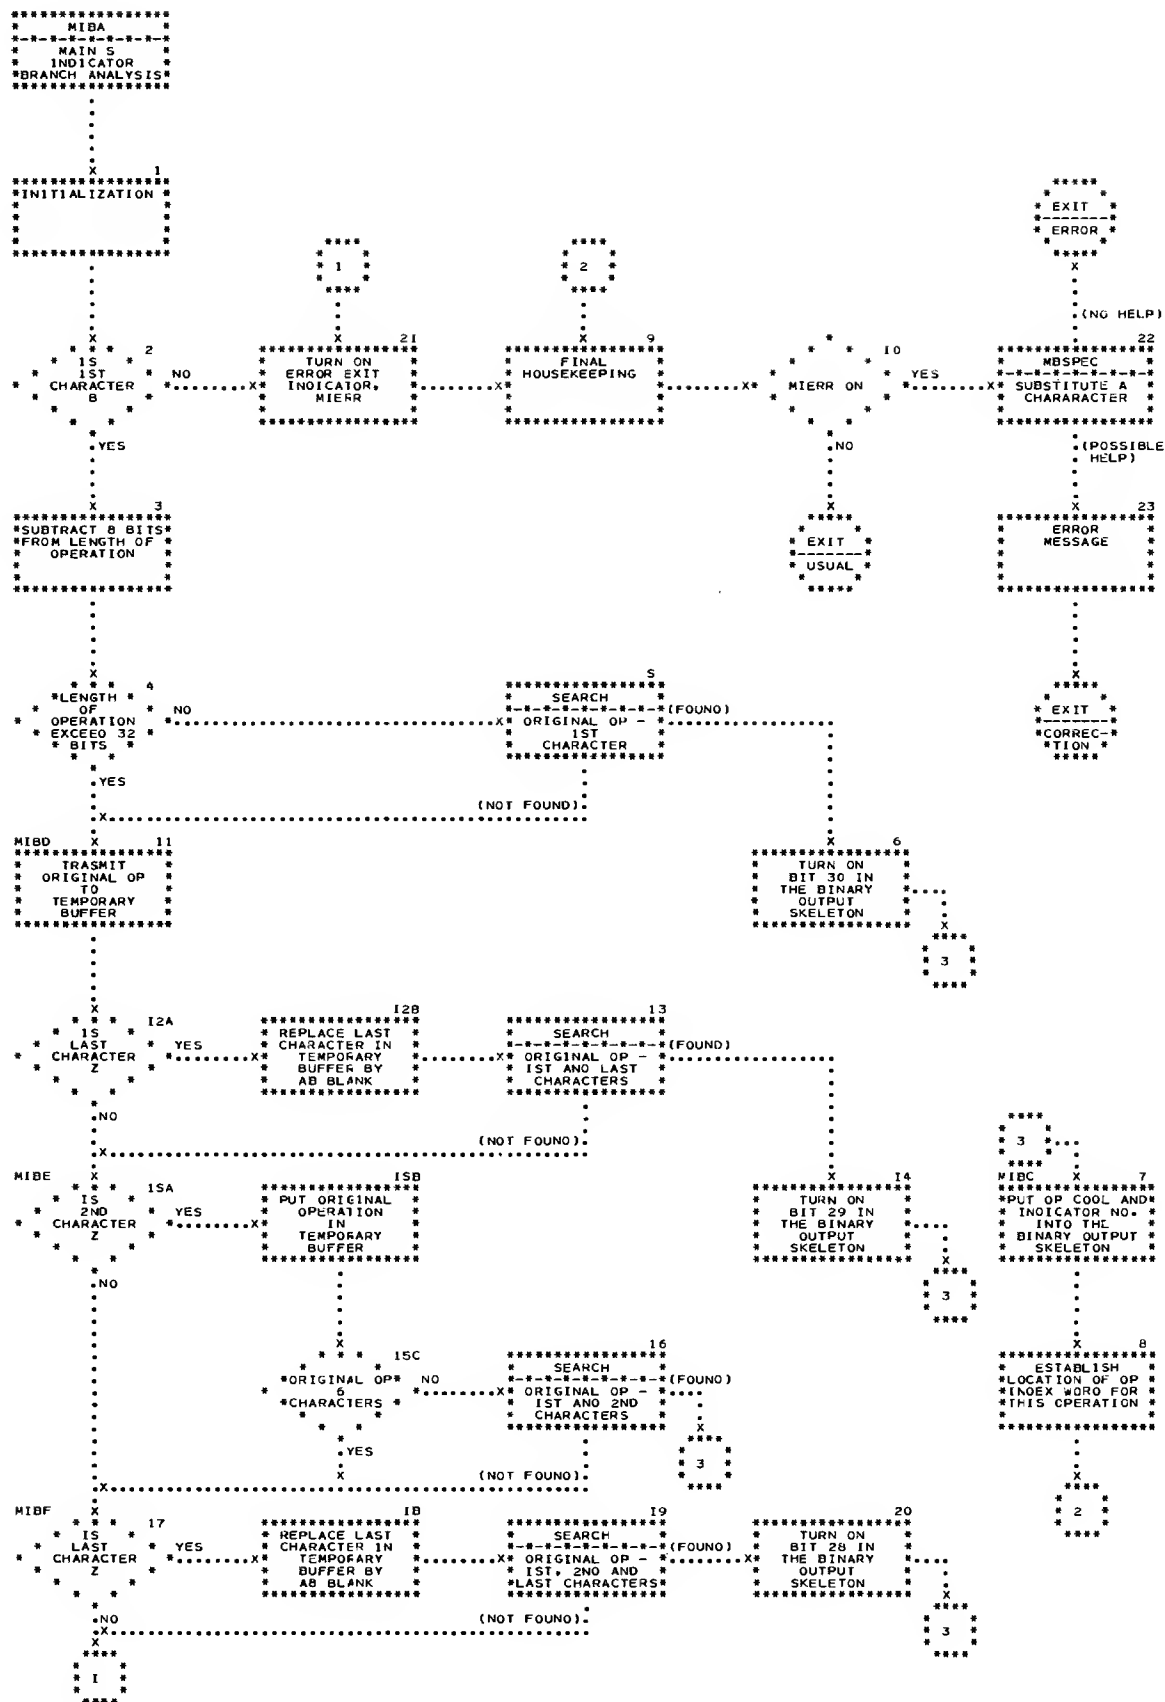 MIBA
MAIN S
INDICATOR
BRANCH ANALYSIS
1
INITIALIZATION
EXIT
ERROR
1
2
(NO HELP)
2
IS
1ST
CHARACTER
B
NO
21
TURN ON
ERROR EXIT
INDICATOR,
MIERR
9
FINAL
HOUSEKEEPING
10
MIERR ON
YES
22
MBSPEC
SUBSTITUTE A
CHARARACTER
YES
NO
(POSSIBLE
HELP)
3
SUBTRACT 8 BITS
FROM LENGTH OF
OPERATION
EXIT
USUAL
23
ERROR
MESSAGE
4
LENGTH
OF
OPERATION
EXCEED 32
BITS
NO
5
SEARCH
ORIGINAL OP -
1ST
CHARACTER
(FOUND)
EXIT
CORREC-
TION
YES
(NOT FOUND)
MIBD
11
TRASMIT
ORIGINAL OP
TO
TEMPORARY
BUFFER
6
TURN ON
BIT 30 IN
THE BINARY
OUTPUT
SKELETON
3
12A
IS
LAST
CHARACTER
Z
YES
12B
REPLACE LAST
CHARACTER IN
TEMPORARY
BUFFER BY
A8 BLANK
13
SEARCH
ORIGINAL OP -
1ST AND LAST
CHARACTERS
(FOUND)
NO
(NOT FOUND)
3
MIBE
15A
IS
2ND
CHARACTER
Z
YES
15B
PUT ORIGINAL
OPERATION
IN
TEMPORARY
BUFFER
14
TURN ON
BIT 29 IN
THE BINARY
OUTPUT
SKELETON
3
MIBC
7
PUT OP COOL AND
INDICATOR NO.
INTO THE
BINARY OUTPUT
SKELETON
NO
15C
ORIGINAL OP
6
CHARACTERS
NO
16
SEARCH
ORIGINAL OP -
1ST AND 2ND
CHARACTERS
(FOUND)
3
8
ESTABLISH
LOCATION OF OP
INDEX WORD FOR
THIS OPERATION
YES
(NOT FOUND)
2
MIBF
17
IS
LAST
CHARACTER
Z
YES
18
REPLACE LAST
CHARACTER IN
TEMPORARY
BUFFER BY
A8 BLANK
19
SEARCH
ORIGINAL OP -
1ST, 2ND AND
LAST CHARACTERS
(FOUND)
20
TURN ON
BIT 28 IN
THE BINARY
OUTPUT
SKELETON
NO
(NOT FOUND)
3
1